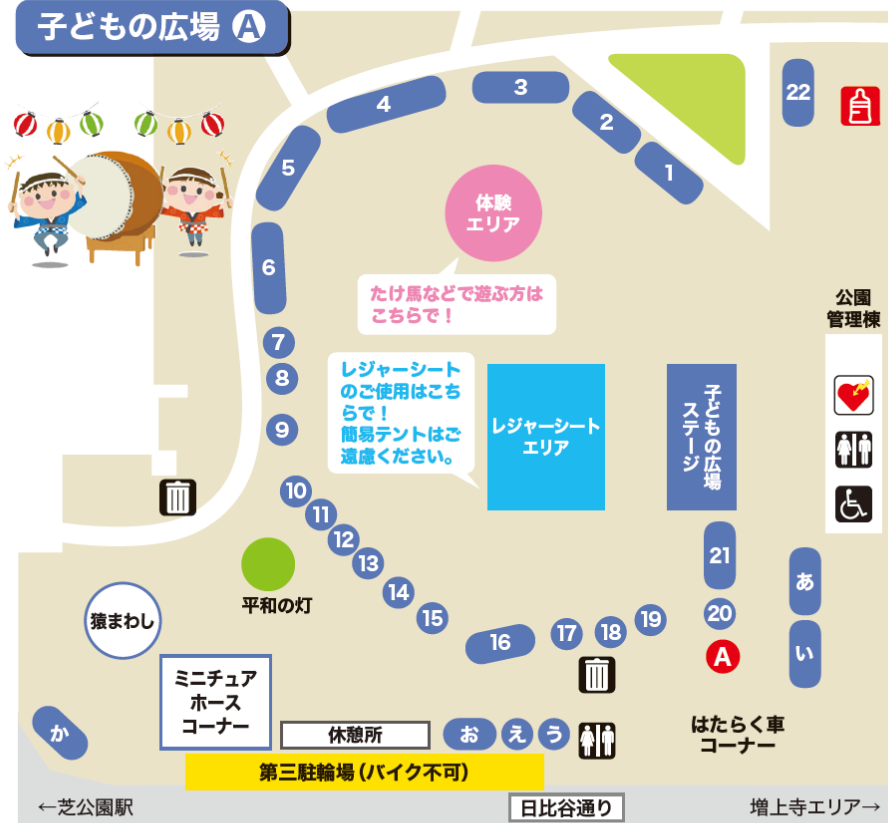 子どもの広場 A
4
3
2
1
22
5
体験
エリア
6
たけ馬などで遊ぶ方は
こちらで！
公園
管理棟
7
8
9
レジャーシート
のご使用はこち
らで！
簡易テントはご
遠慮ください。
レジャーシート
エリア
子どもの広場
ステージ
10
11
12
13
14
15
16
17
18
19
20
21
あ
い
A
平和の灯
猿まわし
ミニチュア
ホース
コーナー
か
休憩所
お
え
う
はたらく車
コーナー
第三駐輪場（バイク不可）
←芝公園駅
日比谷通り
増上寺エリア→